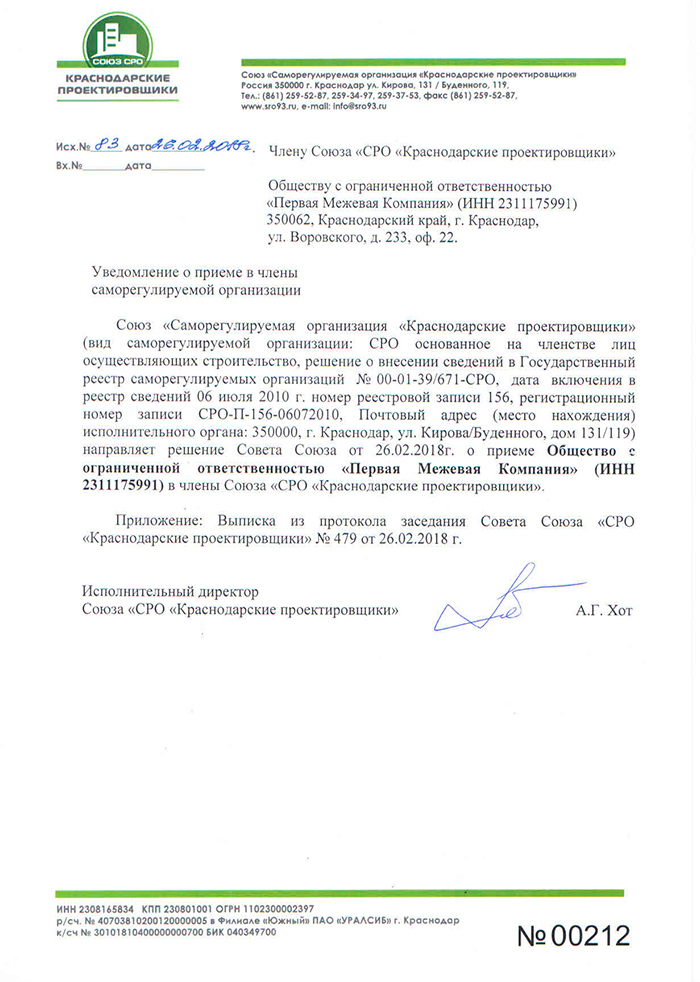 СОЮЗ СРО
КРАСНОДАРСКИЕ
ПРОЕКТИРОВЩИКИ
Союз «Саморегулируемая организация «Краснодарские проектировщики»
Россия 350000 г. Краснодар ул. Кирова, 131 / Буденного, 119,
Тел.: (861) 259-52-87, 259-34-97, 259-37-53, факс (861) 259-52-87,
www.sro93.ru, e-mail: info@sro93.ru
Исх.№ 83 дата 26.02.2018г.
Вх.№ дата
Члену Союза «СРО «Краснодарские проектировщики»
Обществу с ограниченной ответственностью
«Первая Межевая Компания» (ИНН 2311175991)
350062, Краснодарский край, г. Краснодар,
ул. Воровского, д. 233, оф. 22.
Уведомление о приеме в члены
саморегулируемой организации
Союз «Саморегулируемая организация «Краснодарские проектировщики»
(вид саморегулируемой организации: СРО основанное на членстве лиц
осуществляющих строительство, решение о внесении сведений в Государственный
реестр саморегулируемых организаций № 00-01-39/671-СРО, дата включения в
реестр сведений 06 июля 2010 г. номер реестровой записи 156, регистрационный
номер записи СРО-П-156-06072010, Почтовый адрес (место нахождения)
исполнительного органа: 350000, г. Краснодар, ул. Кирова/Буденного, дом 131/119)
направляет решение Совета Союза от 26.02.2018г. о приеме Общество с
ограниченной ответственностью «Первая Межевая Компания» (ИНН
2311175991) в члены Союза «СРО «Краснодарские проектировщики».
Приложение: Выписка из протокола заседания Совета Союза «СРО
«Краснодарские проектировщики» № 479 от 26.02.2018 г.
Исполнительный директор
Союза «СРО «Краснодарские проектировщики» А.Г. Хот
ИНН 2308165834 КПП 230801001 ОГРН 1102300002397
р/сч. № 40703810200120000005 в Филиале «Южный» ПАО «УРАЛСИБ» г. Краснодар
к/сч № 30101810400000000700 БИК 040349700
№ 00212